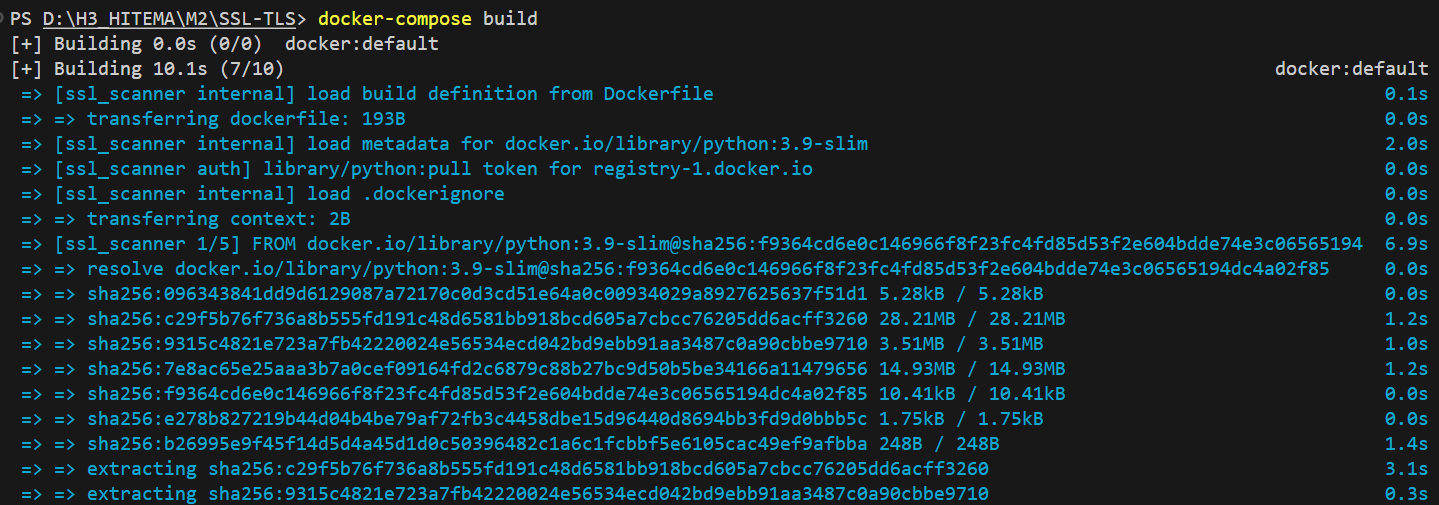 PS D:\H3_HITEMA\M2\SSL-TLS> docker-compose build
[+] Building 0.0s (0/0)  docker:default
[+] Building 10.1s (7/10) docker:default
=> [ssl_scanner internal] load build definition from Dockerfile 0.1s
=> => transferring dockerfile: 193B 0.0s
=> [ssl_scanner internal] load metadata for docker.io/library/python:3.9-slim 2.0s
=> [ssl_scanner auth] library/python:pull token for registry-1.docker.io 0.0s
=> [ssl_scanner internal] load .dockerignore 0.0s
=> => transferring context: 2B 0.0s
=> [ssl_scanner 1/5] FROM docker.io/library/python:3.9-slim@sha256:f9364cd6e0c146966f8f23fc4fd85d53f2e604bdde74e3c06565194 6.9s
=> => resolve docker.io/library/python:3.9-slim@sha256:f9364cd6e0c146966f8f23fc4fd85d53f2e604bdde74e3c06565194dc4a02f85 0.0s
=> => sha256:096343841dd9d6129087a72170c0d3cd51e64a0c00934029a8927625637f51d1 5.28kB / 5.28kB 0.0s
=> => sha256:c29f5b76f736a8b555fd191c48d6581bb918bcd605a7cbcc76205dd6acff3260 28.21MB / 28.21MB 1.2s
=> => sha256:9315c4821e723a7fb42220024e56534ecd042bd9ebb91aa3487c0a90cbbe9710 3.51MB / 3.51MB 1.0s
=> => sha256:7e8ac65e25aaa3b7a0cef09164fd2c6879c88b27bc9d50b5be34166a11479656 14.93MB / 14.93MB 1.2s
=> => sha256:f9364cd6e0c146966f8f23fc4fd85d53f2e604bdde74e3c06565194dc4a02f85 10.41kB / 10.41kB 0.0s
=> => sha256:e278b827219b44d04b4be79af72fb3c4458dbe15d96440d8694bb3fd9d0bbb5c 1.75kB / 1.75kB 0.0s
=> => sha256:b26995e9f45f14d5d4a45d1d0c50396482c1a6c1fcbbf5e6105cac49ef9afbba 248B / 248B 1.4s
=> => extracting sha256:c29f5b76f736a8b555fd191c48d6581bb918bcd605a7cbcc76205dd6acff3260 3.1s
=> => extracting sha256:9315c4821e723a7fb42220024e56534ecd042bd9ebb91aa3487c0a90cbbe9710 0.3s